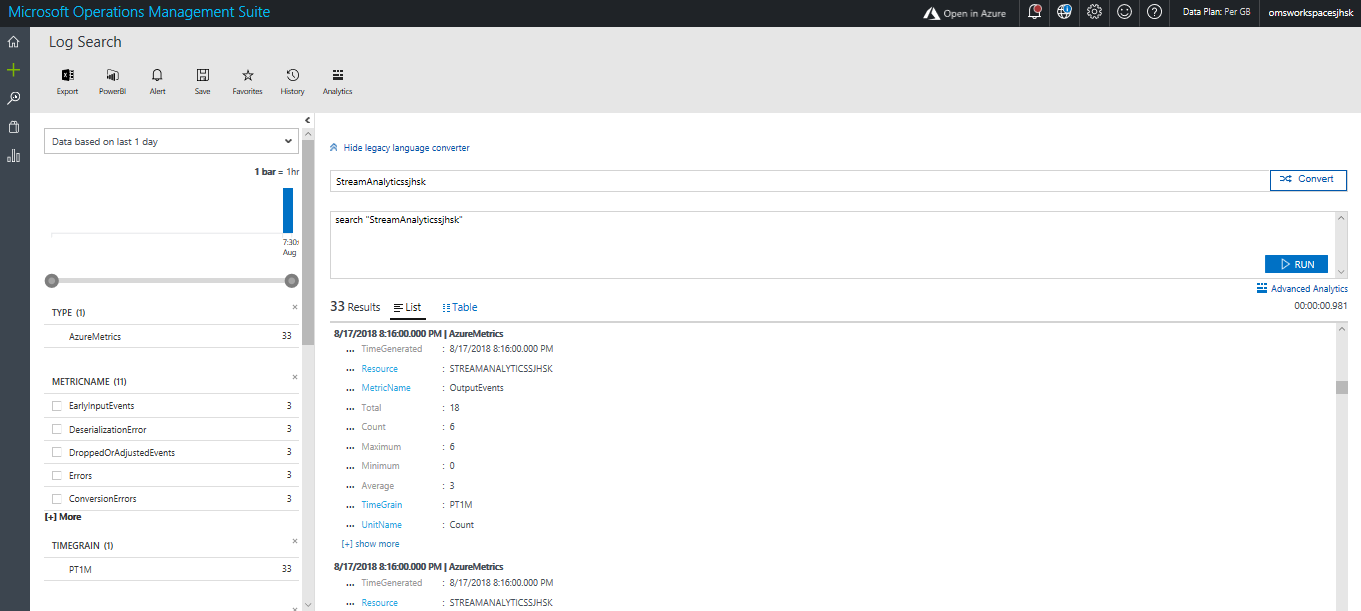 Microsoft Operations Management Suite
Open in Azure
Data Plan: Per GB
omsworkspacesjhsk
Log Search
Export
PowerBI
Alert
Save
Favorites
History
Analytics
Data based on last 1 day
1 bar = 1hr
7:30:
Aug
TYPE (1)
AzureMetrics 33
METRICNAME (11)
EarlyInputEvents 3
DeserializationError 3
DroppedOrAdjustedEvents 3
Errors 3
ConversionErrors 3
[+] More
TIMEGRAIN (1)
PT1M 33
Hide legacy language converter
StreamAnalyticssjhsk
Convert
search "StreamAnalyticssjhsk"
RUN
Advanced Analytics
33 Results
List
Table
00:00:00.981
8/17/2018 8:16:00.000 PM | AzureMetrics
... TimeGenerated : 8/17/2018 8:16:00.000 PM
... Resource : STREAMANALYTICSSJHSK
... MetricName : OutputEvents
... Total : 18
... Count : 6
... Maximum : 6
... Minimum : 0
... Average : 3
... TimeGrain : PT1M
... UnitName : Count
[+] show more
8/17/2018 8:16:00.000 PM | AzureMetrics
... TimeGenerated : 8/17/2018 8:16:00.000 PM
... Resource : STREAMANALYTICSSJHSK